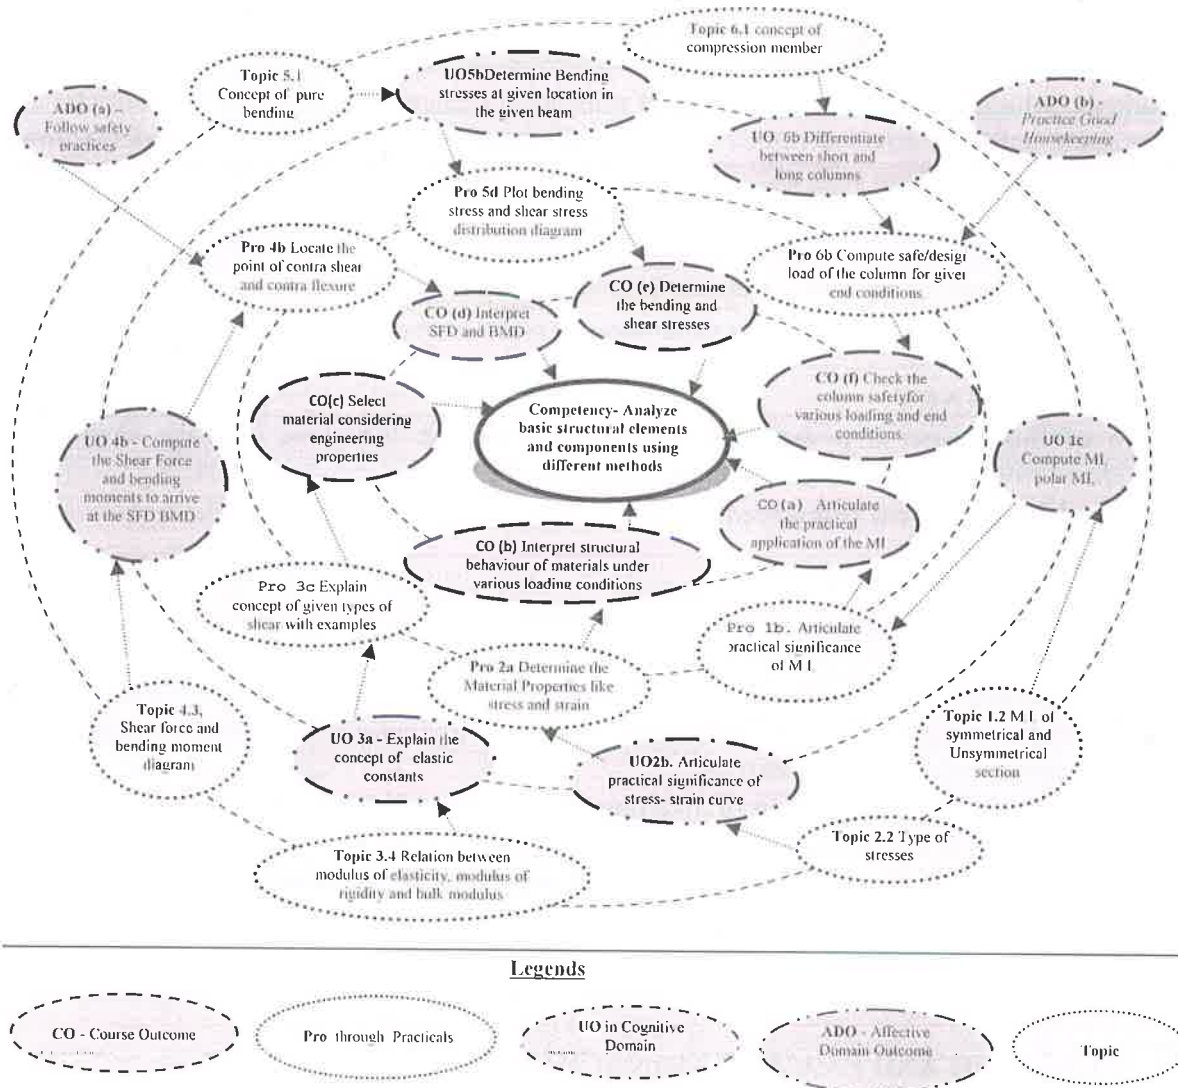 Topic 6.1 concept of
compression member
Topic 5.1
Concept of pure
bending
UO5bDetermine Bending
stresses at given location in
the given beam
ADO (a) –
Follow safety
practices
ADO (b) -
Practice Good
Housekeeping
UO. 6b Differentiate
between short and
long columns
Pro 5d Plot bending
stress and shear stress
distribution diagram
Pro 4b Locate the
point of contra shear
and contra flexure
Pro 6b Compute safe/design
load of the column for given
end conditions.
CO (e) Determine
the bending and
shear stresses
CO (d) Interpret
SFD and BMD
CO(c) Select
material considering
engineering
properties
Competency- Analyze
basic structural elements
and components using
different methods
CO (f) Check the
column safetyfor
various loading and end
conditions.
UO 4b - Compute
the Shear Force
and bending
moments to arrive
at the SFD BMD
UO 1c
Compute MI,
polar MI,
CO (a) Articulate
the practical
application of the MI
CO (b) Interpret structural
behaviour of materials under
various loading conditions
Pro 3c Explain
concept of given types of
shear with examples
Pro 1b. Articulate
practical significance
of M I.
Pro 2a Determine the
Material Properties like
stress and strain
Topic 4.3,
Shear force and
bending moment
diagram
UO 3a - Explain the
concept of elastic
constants
UO2b. Articulate
practical significance of
stress- strain curve
Topic 1.2 M I. of
symmetrical and
Unsymmetrical
section
Topic 2.2 Type of
stresses
Topic 3.4 Relation between
modulus of elasticity, modulus of
rigidity and bulk modulus
Legends
CO - Course Outcome
Pro through Practicals
UO in Cognitive
Domain
ADO - Affective
Domain Outcome
Topic